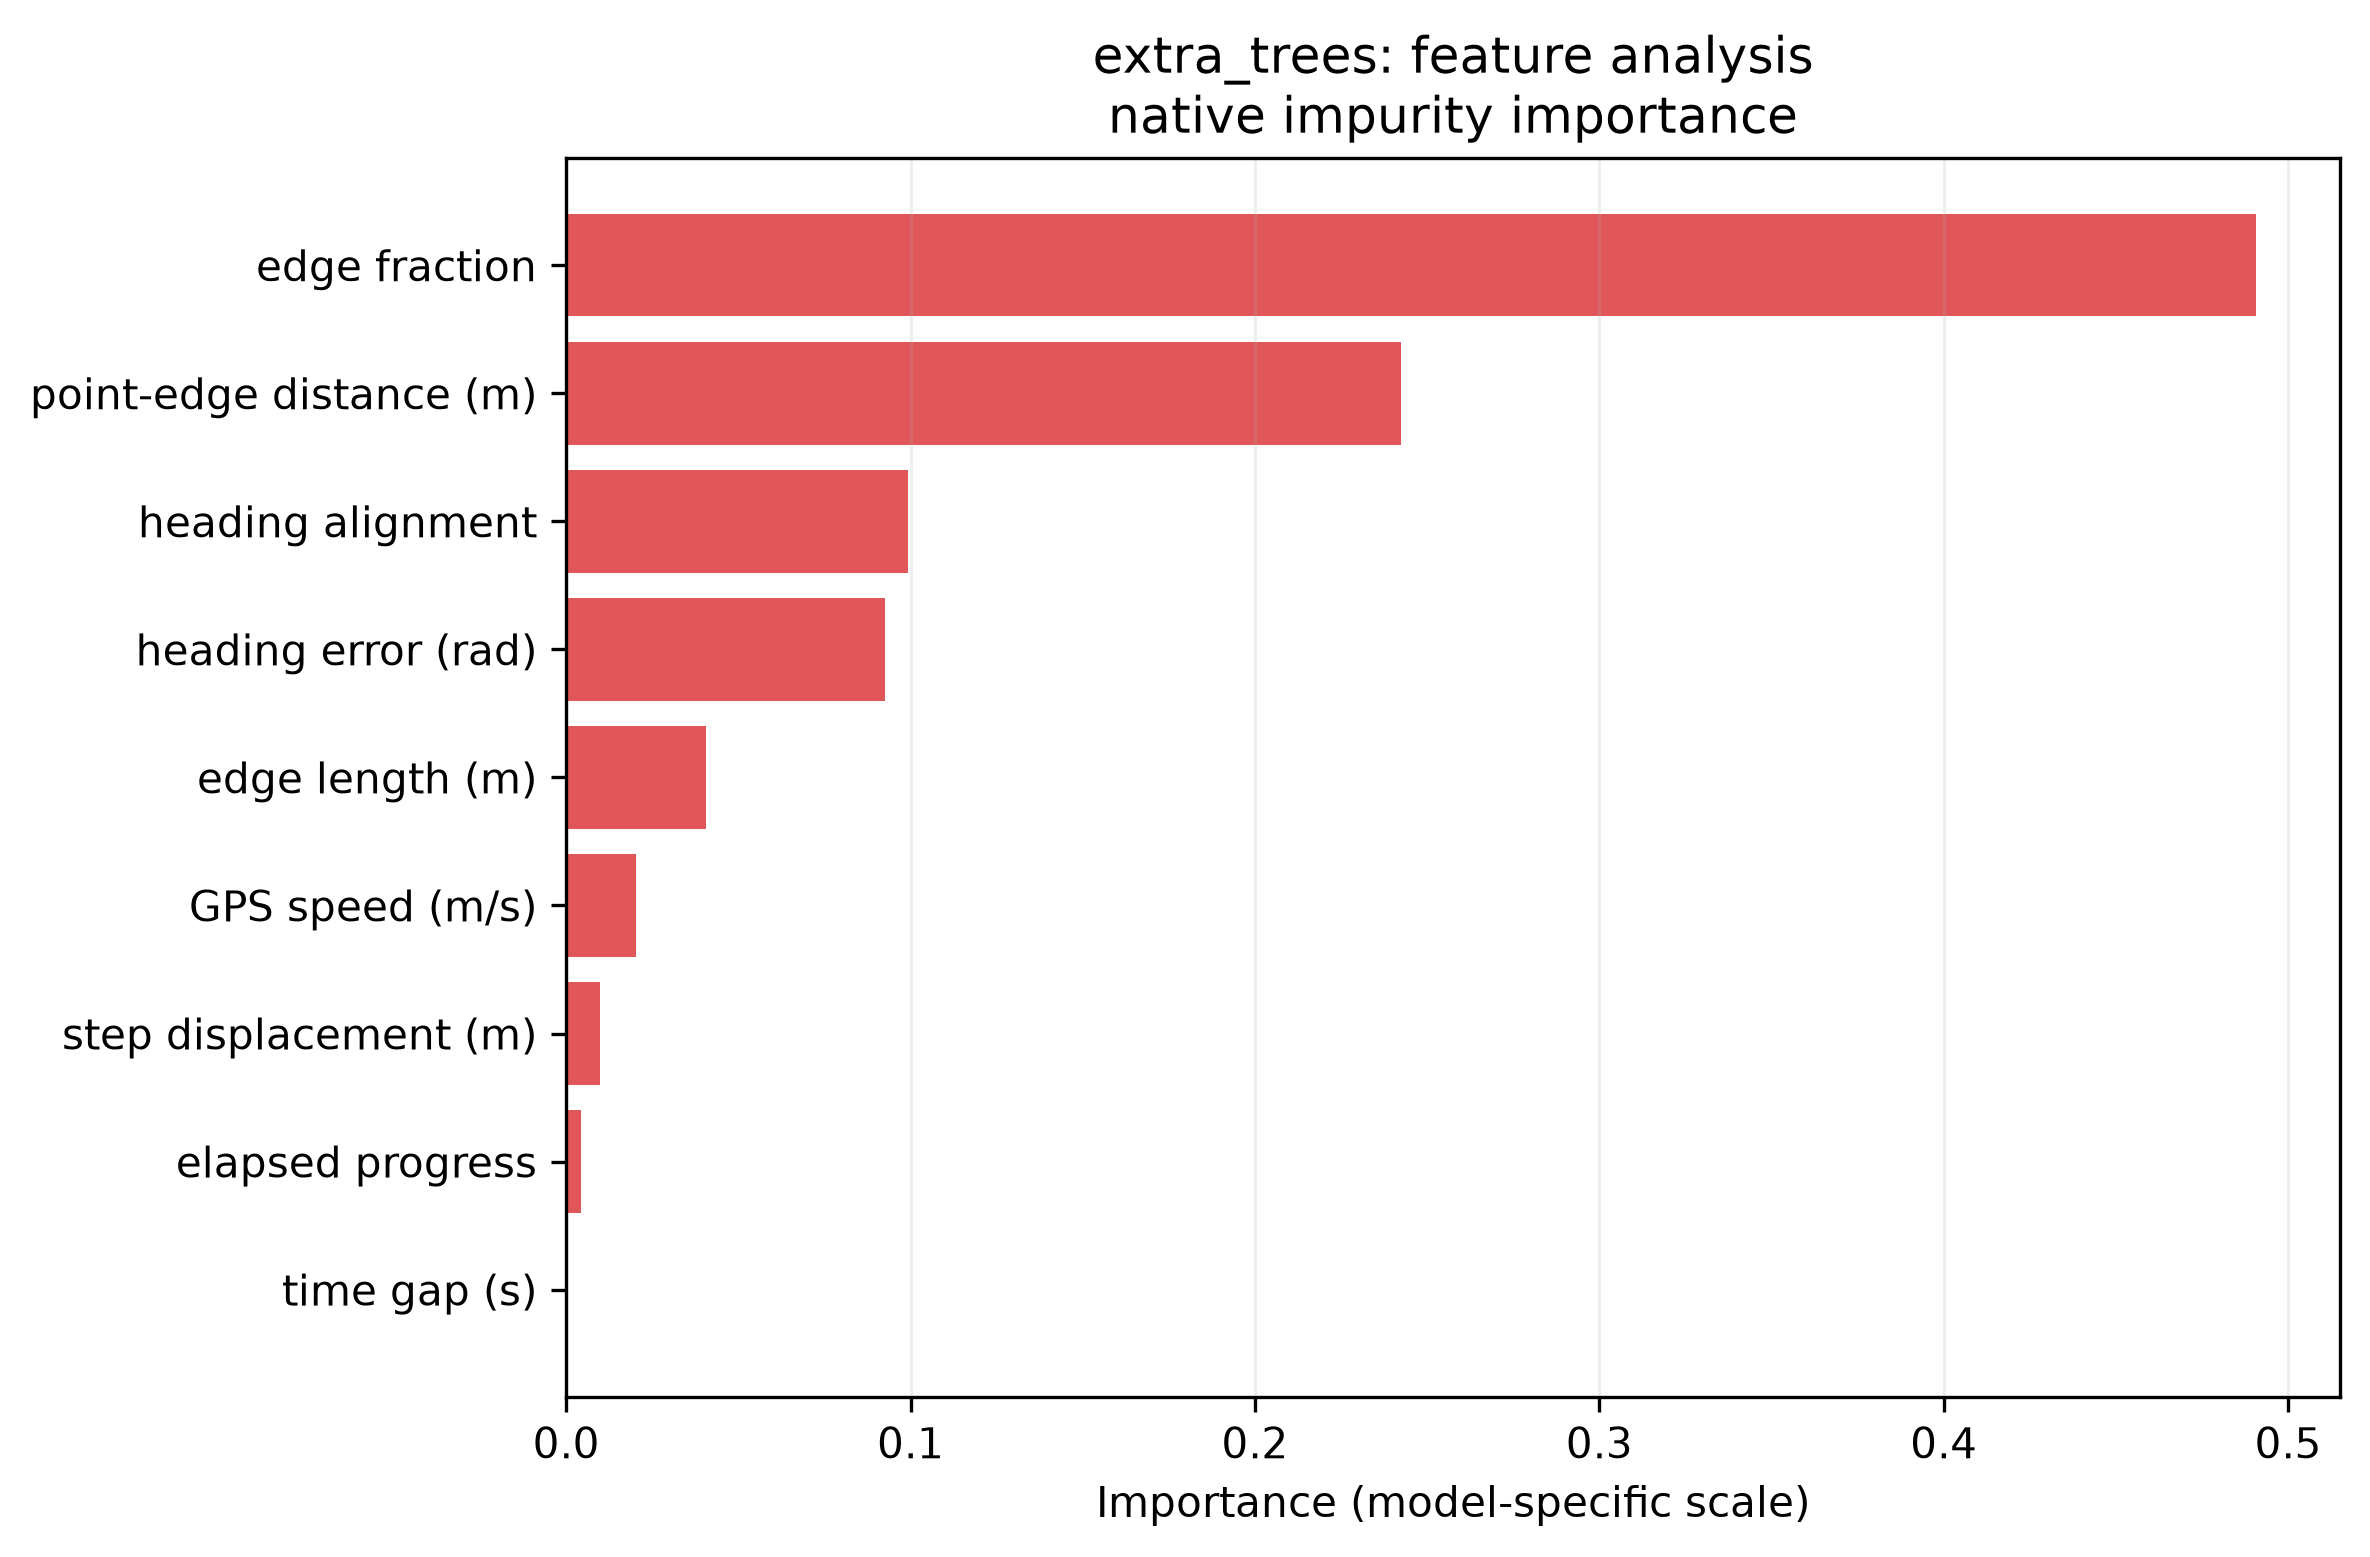 extra_trees: feature analysis
native impurity importance
edge fraction
point-edge distance (m)
heading alignment
heading error (rad)
edge length (m)
GPS speed (m/s)
step displacement (m)
elapsed progress
time gap (s)
0.0 0.1 0.2 0.3 0.4 0.5
Importance (model-specific scale)